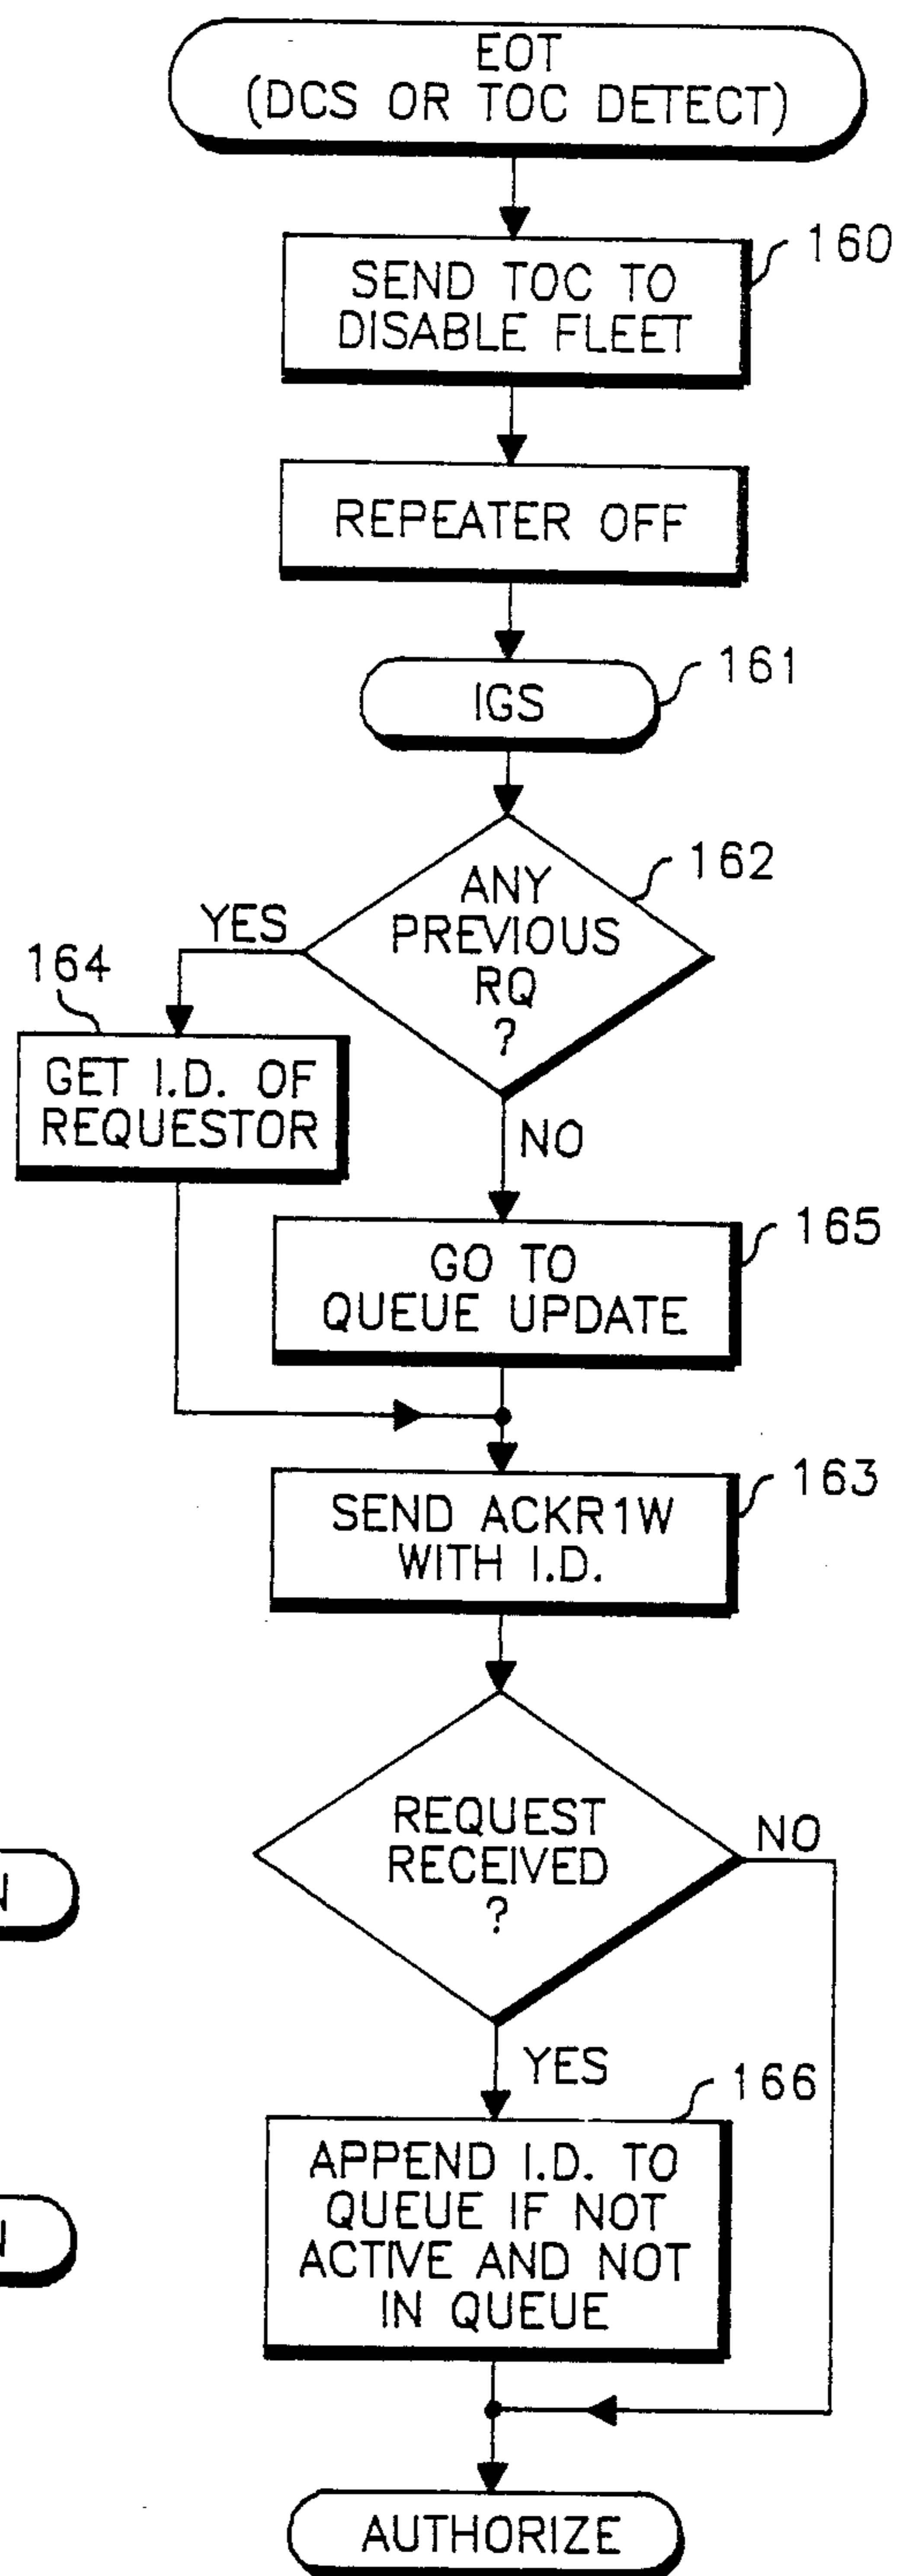 EOT
(DCS OR TOC DETECT)
160
SEND TOC TO
DISABLE FLEET
REPEATER OFF
161
IGS
162
ANY
PREVIOUS
RQ
?
YES
164
GET I.D. OF
REQUESTOR
NO
165
GO TO
QUEUE UPDATE
163
SEND ACKR1W
WITH I.D.
REQUEST
RECEIVED
?
NO
YES
166
APPEND I.D. TO
QUEUE IF NOT
ACTIVE AND NOT
IN QUEUE
AUTHORIZE